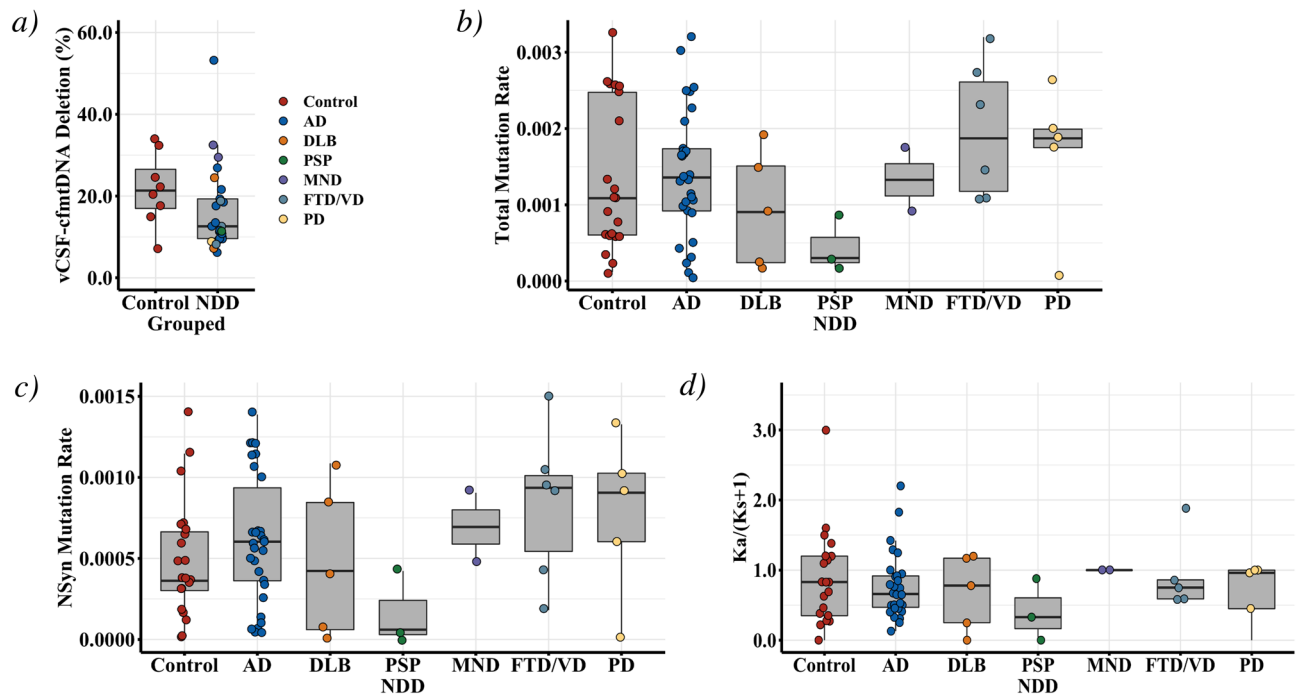 a)
vCSF-cfmtDNA Deletion (%)
60.0
40.0
20.0
0.0
Control NDD
Grouped
Control
AD
DLB
PSP
MND
FTD/VD
PD
b)
Total Mutation Rate
0.003
0.002
0.001
0.000
Control AD DLB PSP MND FTD/VD PD
NDD
c)
NSyn Mutation Rate
0.0015
0.0010
0.0005
0.0000
Control AD DLB PSP MND FTD/VD PD
NDD
d)
Ka/(Ks+1)
3.0
2.0
1.0
0.0
Control AD DLB PSP MND FTD/VD PD
NDD